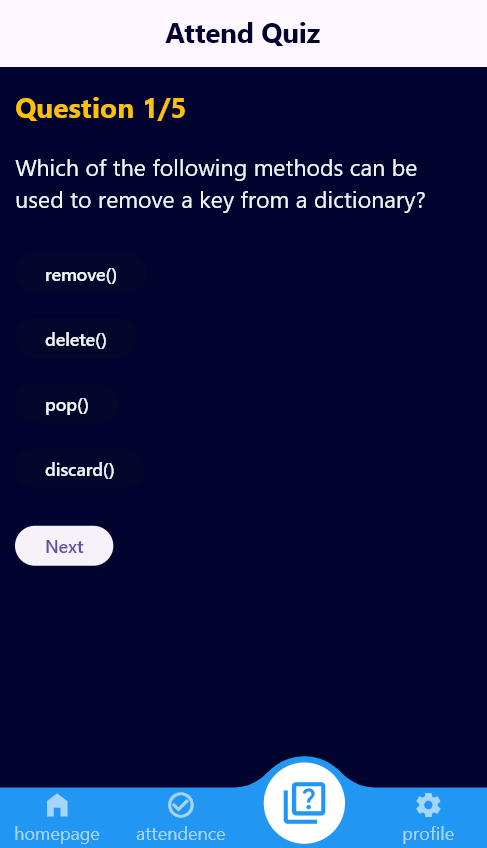 Attend Quiz
Question 1/5
Which of the following methods can be
used to remove a key from a dictionary?
remove()
delete()
pop()
discard()
Next
?
homepage
attendence
profile